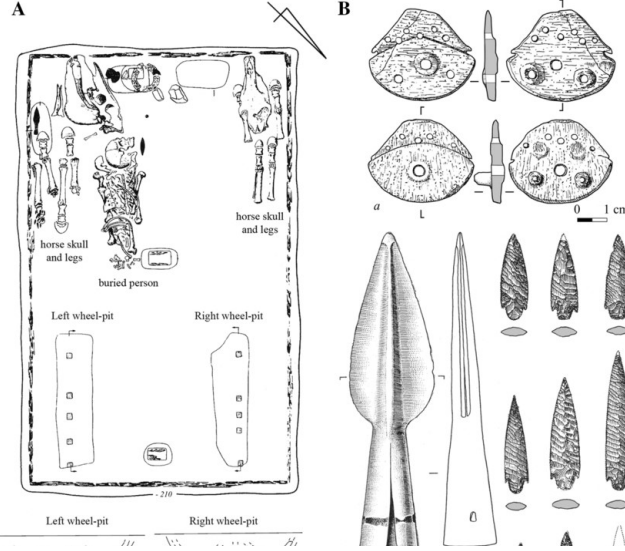 A
B
horse skull
and legs
horse skull
and legs
buried person
Left wheel-pit
Right wheel-pit
- 210
Left wheel-pit
Right wheel-pit
a
0 1 cm